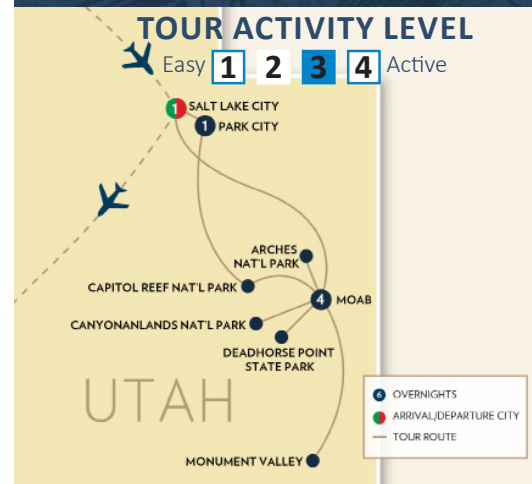 TOUR ACTIVITY LEVEL
Easy 1 2 3 4 Active
1 SALT LAKE CITY
1 PARK CITY
ARCHES
NAT'L PARK
CAPITOL REEF NAT'L PARK
4 MOAB
CANYONANLANDS NAT'L PARK
DEADHORSE POINT
STATE PARK
UTAH
6 OVERNIGHTS
ARRIVAL/DEPARTURE CITY
TOUR ROUTE
MONUMENT VALLEY